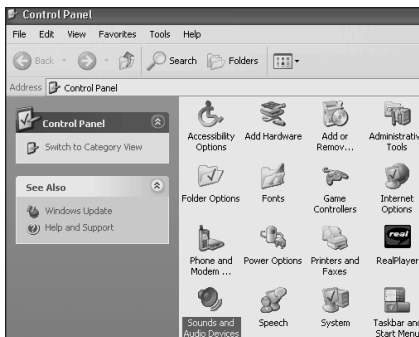 Control Panel
File Edit View Favorites Tools Help
Back Search Folders
Address Control Panel
Control Panel
Switch to Category View
See Also
Windows Update
Help and Support
Accessibility Options
Add Hardware
Add or Remov...
Administrativ Tools
Folder Options
Fonts
Game Controllers
Internet Options
Phone and Modem ...
Power Options
Printers and Faxes
real
RealPlayer
Sounds and Audio Devices
Speech
System
Taskbar and Start Menu